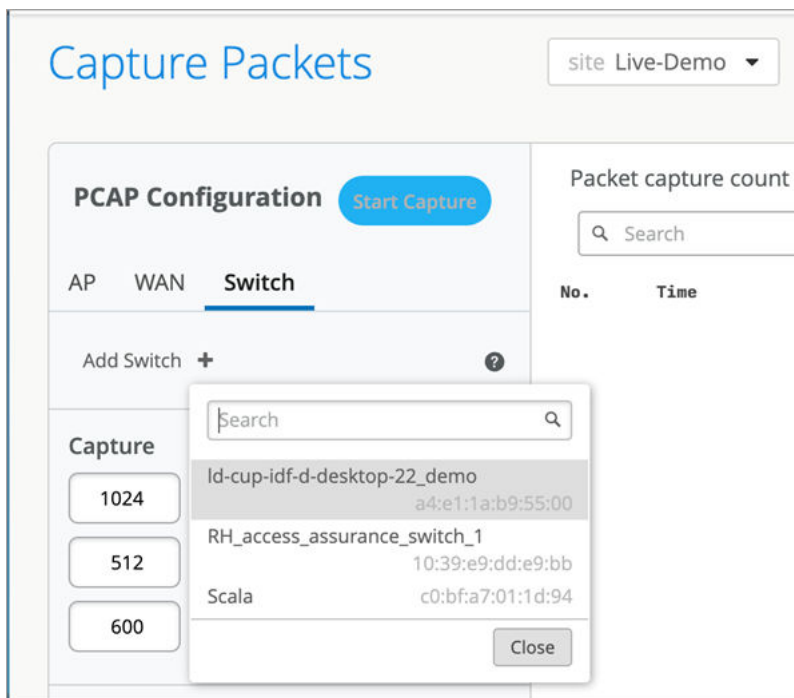 Capture Packets
site Live-Demo
PCAP Configuration
Start Capture
AP WAN Switch
Add Switch +
?
Search
ld-cup-idf-d-desktop-22_demo
a4:e1:1a:b9:55:00
RH_access_assurance_switch_1
10:39:e9:dd:e9:bb
Scala c0:bf:a7:01:1d:94
Close
Capture
1024
512
600
Packet capture count
Search
No. Time